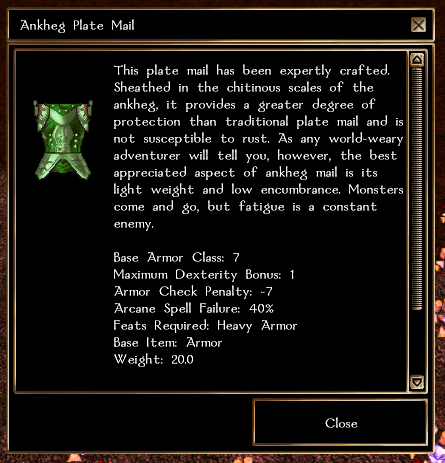 Ankheg Plate Mail
This plate mail has been expertly crafted.
Sheathed in the chitinous scales of the
ankheg, it provides a greater degree of
protection than traditional plate mail and is
not susceptible to rust. As any world-weary
adventurer will tell you, however, the best
appreciated aspect of ankheg mail is its
light weight and low encumbrance. Monsters
come and go, but fatigue is a constant
enemy.
Base Armor Class: 7
Maximum Dexterity Bonus: 1
Armor Check Penalty: -7
Arcane Spell Failure: 40%
Feats Required: Heavy Armor
Base Item: Armor
Weight: 20.0
Close